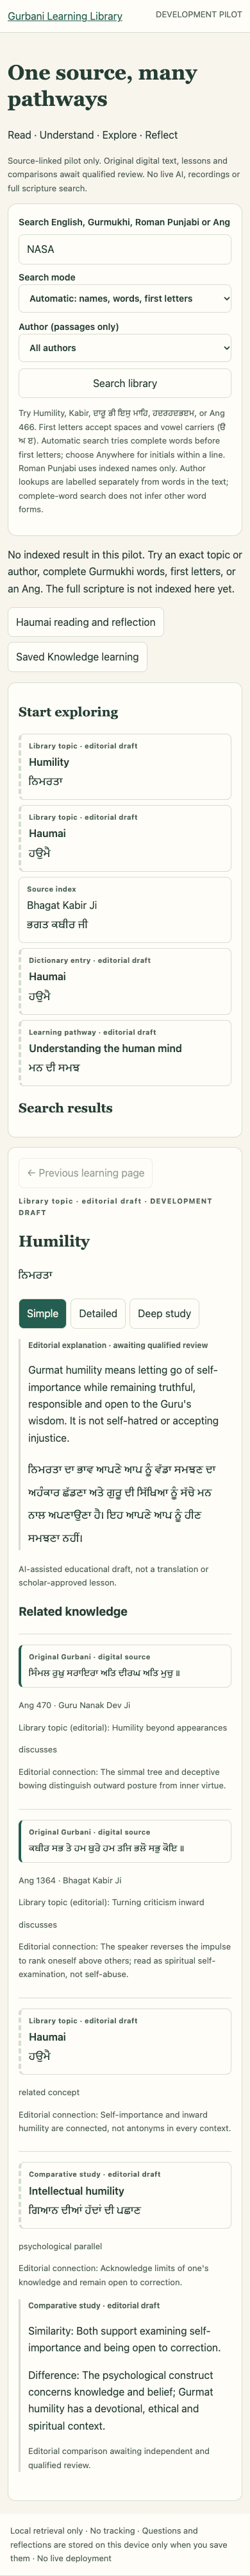 Gurbani Learning Library
DEVELOPMENT PILOT
One source, many
pathways
Read · Understand · Explore · Reflect
Source-linked pilot only. Original digital text, lessons and
comparisons await qualified review. No live AI, recordings or
full scripture search.
Search English, Gurmukhi, Roman Punjabi or Ang
NASA
Search mode
Automatic: names, words, first letters
Author (passages only)
All authors
Search library
Try Humility, Kabir, ਦਾਰੂ ਭੀ ਇਸੁ ਮਾਹਿ, ਹਦਰਹਦਭਦਮ, or Ang
466. First letters accept spaces and vowel carriers (ੳ
ਅ ੲ). Automatic search tries complete words before
first letters; choose Anywhere for initials within a line.
Roman Punjabi uses indexed names only. Author
lookups are labelled separately from words in the text;
complete-word search does not infer other word
forms.
No indexed result in this pilot. Try an exact topic or
author, complete Gurmukhi words, first letters, or
an Ang. The full scripture is not indexed here yet.
Haumai reading and reflection
Saved Knowledge learning
Start exploring
Library topic · editorial draft
Humility
ਨਿਮਰਤਾ
Library topic · editorial draft
Haumai
ਹਉਮੈ
Source index
Bhagat Kabir Ji
ਭਗਤ ਕਬੀਰ ਜੀ
Dictionary entry · editorial draft
Haumai
ਹਉਮੈ
Learning pathway · editorial draft
Understanding the human mind
ਮਨ ਦੀ ਸਮਝ
Search results
← Previous learning page
Library topic · editorial draft · DEVELOPMENT
DRAFT
Humility
ਨਿਮਰਤਾ
Simple
Detailed
Deep study
Editorial explanation · awaiting qualified review
Gurmat humility means letting go of self-
importance while remaining truthful,
responsible and open to the Guru's
wisdom. It is not self-hatred or accepting
injustice.
ਨਿਮਰਤਾ ਦਾ ਭਾਵ ਆਪਣੇ ਆਪ ਨੂੰ ਵੱਡਾ ਸਮਝਣ ਦਾ
ਅਹੰਕਾਰ ਛੱਡਣਾ ਅਤੇ ਗੁਰੂ ਦੀ ਸਿੱਖਿਆ ਨੂੰ ਸੱਚੇ ਮਨ
ਨਾਲ ਅਪਣਾਉਣਾ ਹੈ। ਇਹ ਆਪਣੇ ਆਪ ਨੂੰ ਹੀਣ
ਸਮਝਣਾ ਨਹੀਂ।
AI-assisted educational draft, not a translation or
scholar-approved lesson.
Related knowledge
Original Gurbani · digital source
ਸਿੰਮਲ ਰੁਖੁ ਸਰਾਇਰਾ ਅਤਿ ਦੀਰਘ ਅਤਿ ਮੁਚੁ ॥
Ang 470 · Guru Nanak Dev Ji
Library topic (editorial): Humility beyond appearances
discusses
Editorial connection: The simmal tree and deceptive
bowing distinguish outward posture from inner virtue.
Original Gurbani · digital source
ਕਬੀਰ ਸਭ ਤੇ ਹਮ ਬੁਰੇ ਹਮ ਤਜਿ ਭਲੋ ਸਭੁ ਕੋਇ ॥
Ang 1364 · Bhagat Kabir Ji
Library topic (editorial): Turning criticism inward
discusses
Editorial connection: The speaker reverses the impulse
to rank oneself above others; read as spiritual self-
examination, not self-abuse.
Library topic · editorial draft
Haumai
ਹਉਮੈ
related concept
Editorial connection: Self-importance and inward
humility are connected, not antonyms in every context.
Comparative study · editorial draft
Intellectual humility
ਗਿਆਨ ਦੀਆਂ ਹੱਦਾਂ ਦੀ ਪਛਾਣ
psychological parallel
Editorial connection: Acknowledge limits of one's
knowledge and remain open to correction.
Comparative study · editorial draft
Similarity: Both support examining self-
importance and being open to correction.
Difference: The psychological construct
concerns knowledge and belief; Gurmat
humility has a devotional, ethical and
spiritual context.
Editorial comparison awaiting independent and
qualified review.
Local retrieval only · No tracking · Questions and
reflections are stored on this device only when you save
them · No live deployment